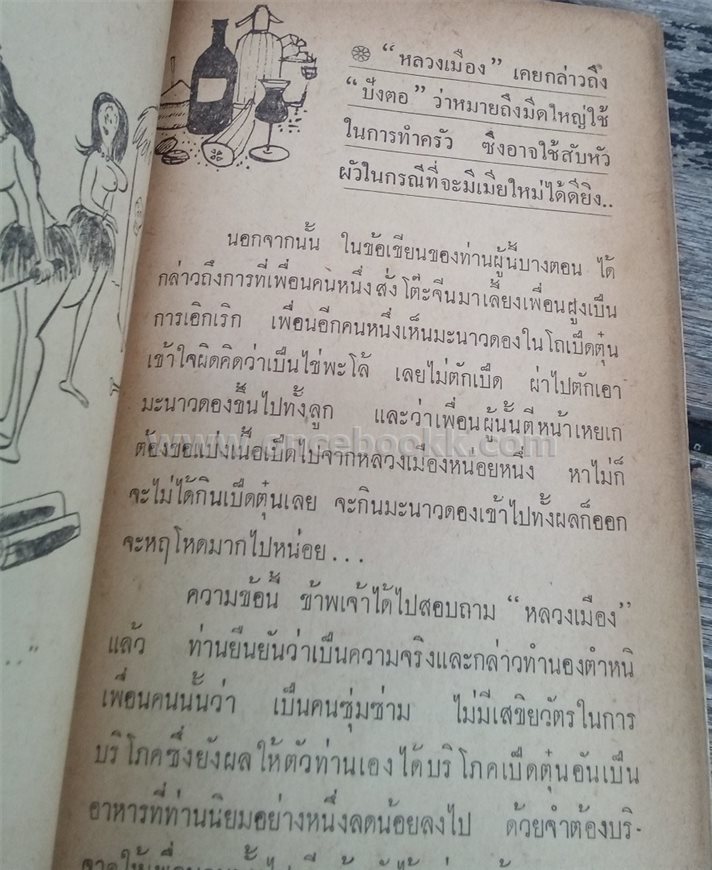 “หลวงเมือง” เคยกล่าวถึง
“ปังตอ” ว่าหมายถึงมีดใหญ่ใช้
ในการทำครัว ซึ่งอาจใช้สับหัว
ผัวในกรณีที่จะมีเมียใหม่ได้ดียิ่ง..
นอกจากนั้น ในข้อเขียนของท่านผู้นี้บางตอน ได้
กล่าวถึงการที่เพื่อนคนหนึ่งสั่งโต๊ะจีนมาเลี้ยงเพื่อนฝูงเป็น
การเอิกเริก เพื่อนอีกคนหนึ่งเห็นมะนาวดองในโถเป็ดตุ๋น
เข้าใจผิดคิดว่าเป็นไข่พะโล้ เลยไม่ตักเป็ด ผ่าไปตักเอา
มะนาวดองขึ้นไปทั้งลูก และว่าเพื่อนผู้นั้นตีหน้าเหยเก
www.oncebookk.com
ต้องขอแบ่งเนื้อเป็ดไปจากหลวงเมืองหน่อยหนึ่ง หาไม่ก็
จะไม่ได้กินเป็ดตุ๋นเลย จะกินมะนาวดองเข้าไปทั้งผลก็ออก
จะหฤโหดมากไปหน่อย...
ความข้อนี้ ข้าพเจ้าได้ไปสอบถาม “หลวงเมือง”
แล้ว ท่านยืนยันว่าเป็นความจริงและกล่าวทำนองตำหนิ
เพื่อนคนนั้นว่า เป็นคนซุ่มซ่าม ไม่มีเสขิยวัตรในการ
บริโภคซึ่งยังผลให้ตัวท่านเองได้บริโภคเป็ดตุ๋นอันเป็น
อาหารที่ท่านนิยมอย่างหนึ่งลดน้อยลงไป ด้วยจำต้องบริ-